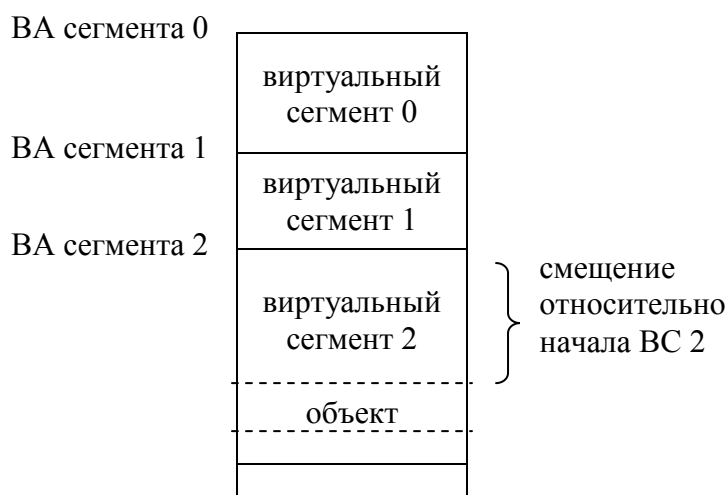 ВА сегмента 0
виртуальный
сегмент 0
ВА сегмента 1
виртуальный
сегмент 1
ВА сегмента 2
виртуальный
сегмент 2
смещение
относительно
начала ВС 2
объект